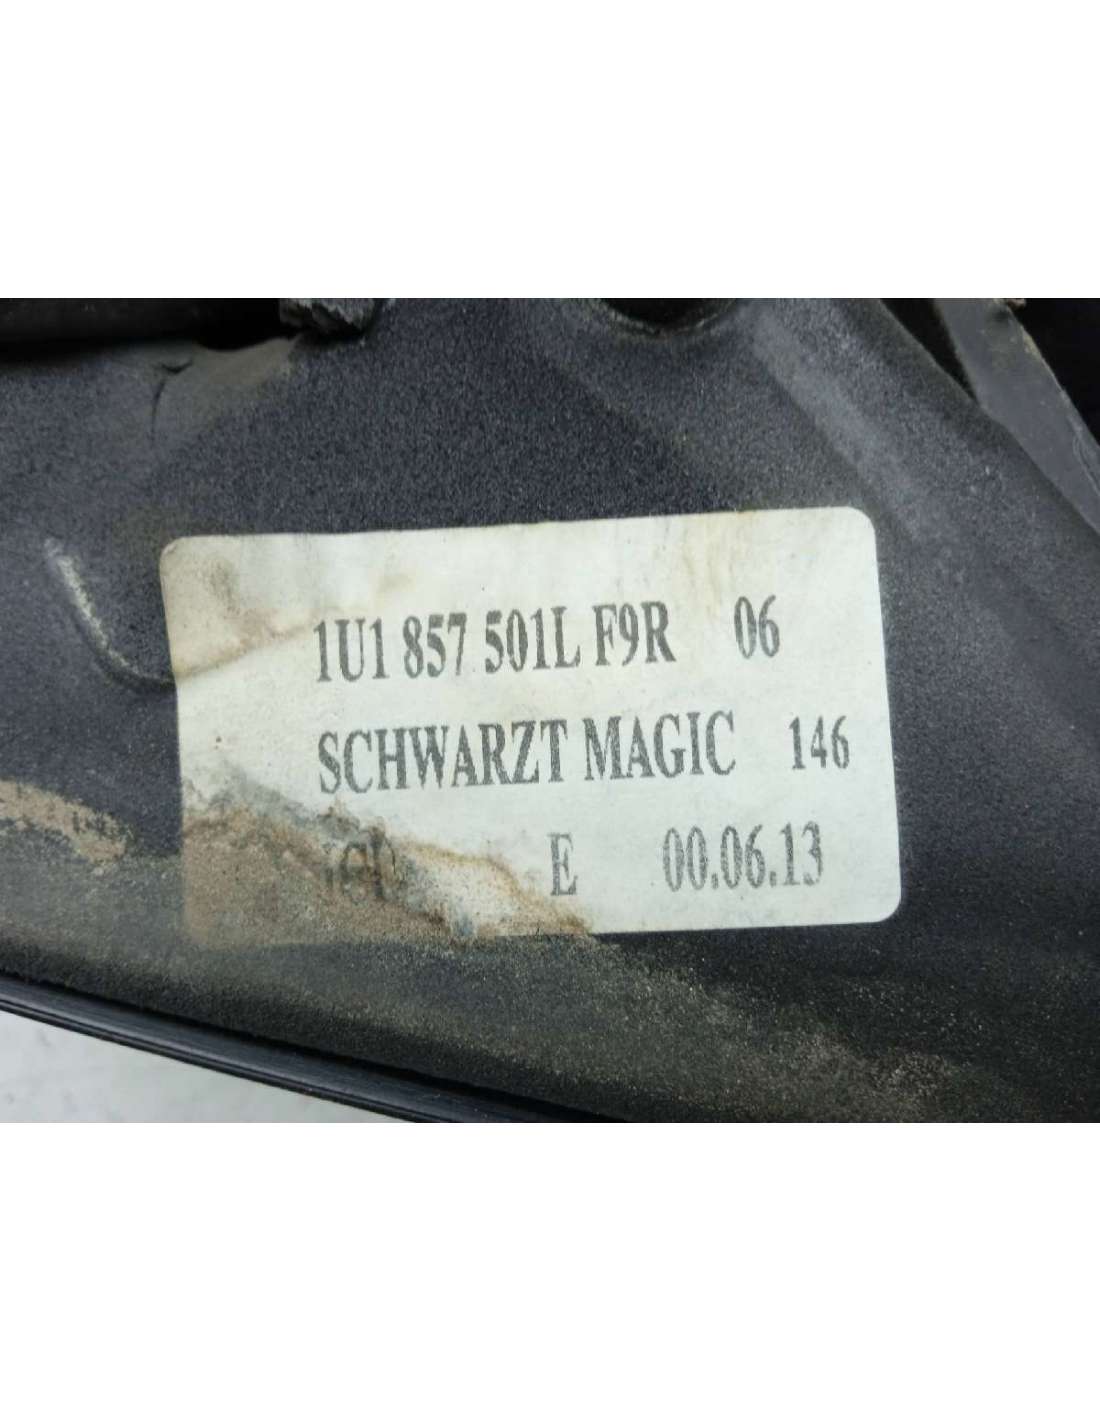 1U1 857 501L F9R 06
SCHWARZT MAGIC 146
E 00.06.13